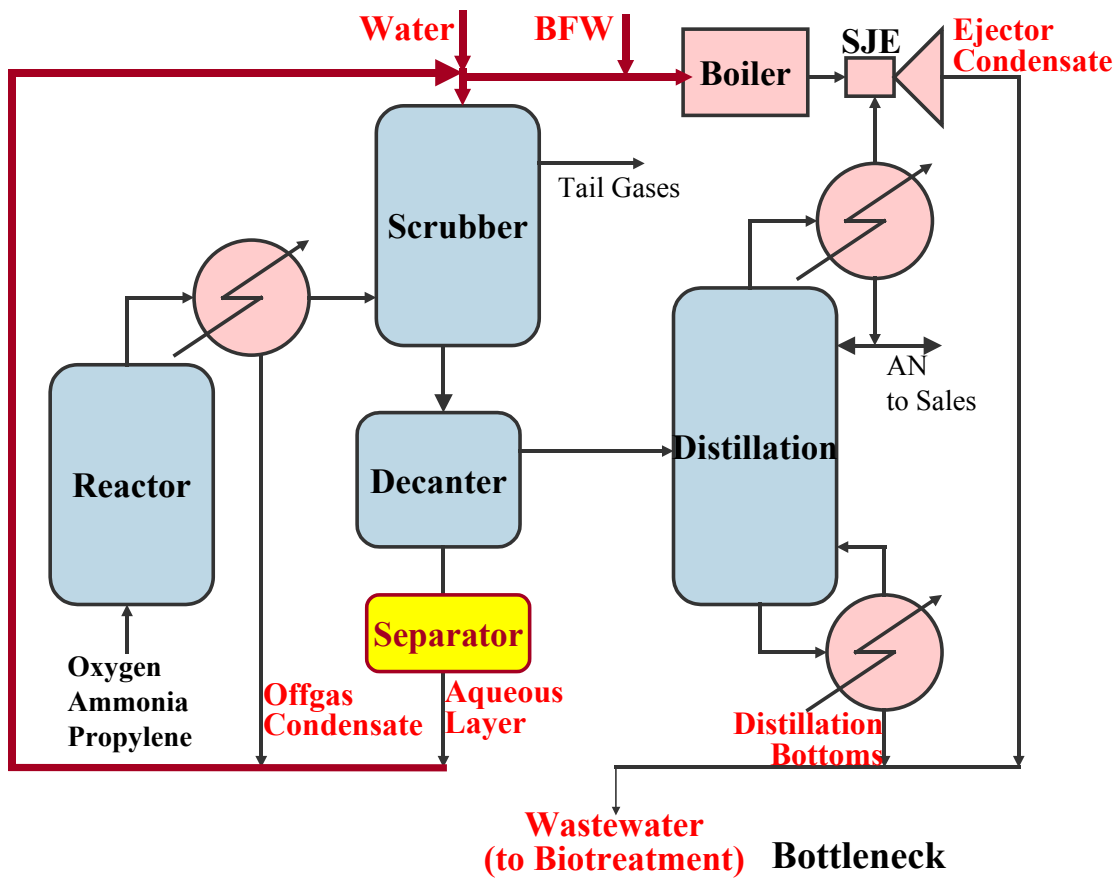 Water
BFW
SJE
Ejector
Condensate
Boiler
Tail Gases
Scrubber
AN
to Sales
Reactor
Decanter
Distillation
Separator
Oxygen
Ammonia
Propylene
Offgas
Condensate
Aqueous
Layer
Distillation
Bottoms
Wastewater
(to Biotreatment)
Bottleneck